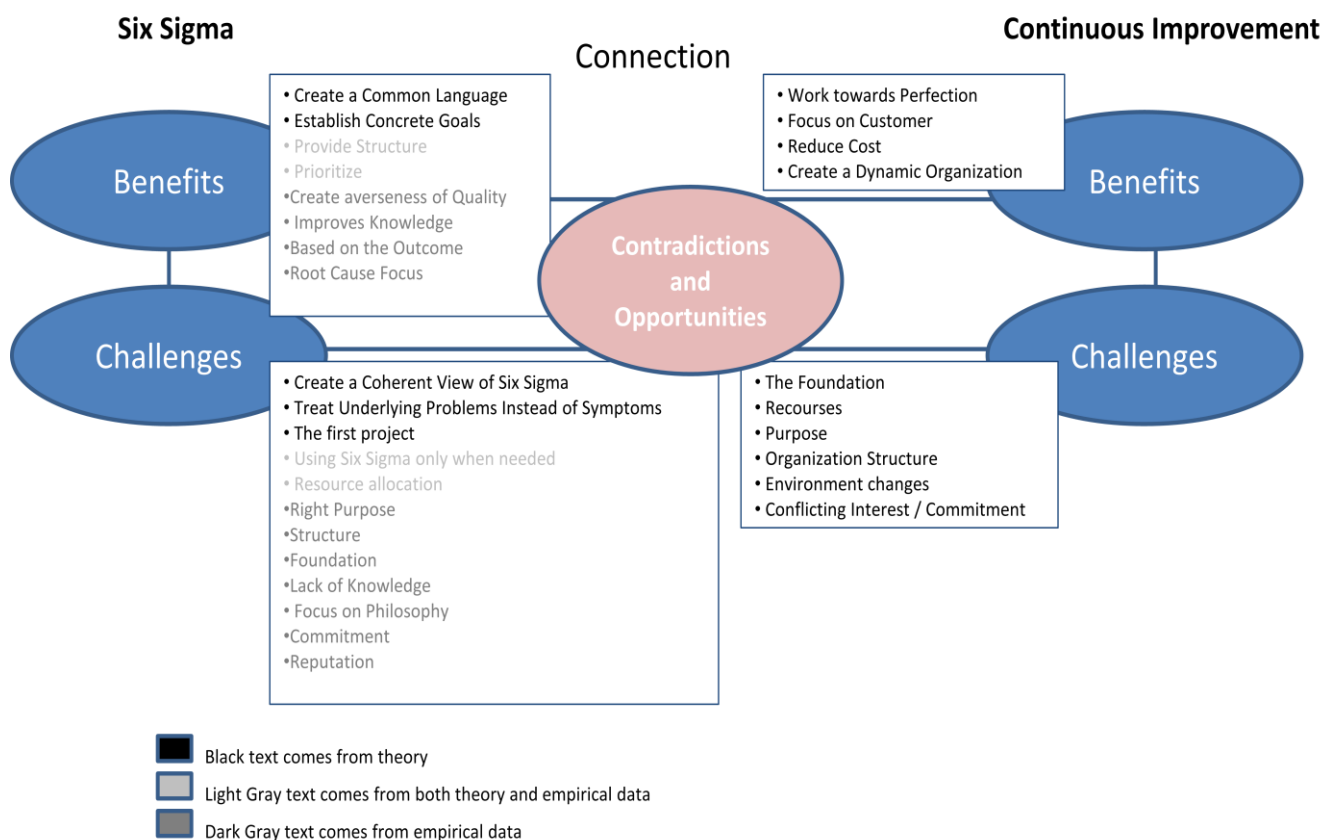 Six Sigma
Continuous Improvement
Connection
Benefits
• Create a Common Language
• Establish Concrete Goals
• Provide Structure
• Prioritize
•Create averseness of Quality
• Improves Knowledge
•Based on the Outcome
•Root Cause Focus
• Work towards Perfection
• Focus on Customer
• Reduce Cost
• Create a Dynamic Organization
Benefits
Contradictions
and
Opportunities
Challenges
• Create a Coherent View of Six Sigma
• Treat Underlying Problems Instead of Symptoms
• The first project
• Using Six Sigma only when needed
• Resource allocation
•Right Purpose
•Structure
•Foundation
•Lack of Knowledge
• Focus on Philosophy
•Commitment
•Reputation
• The Foundation
• Recourses
• Purpose
• Organization Structure
• Environment changes
• Conflicting Interest / Commitment
Challenges
Black text comes from theory
Light Gray text comes from both theory and empirical data
Dark Gray text comes from empirical data